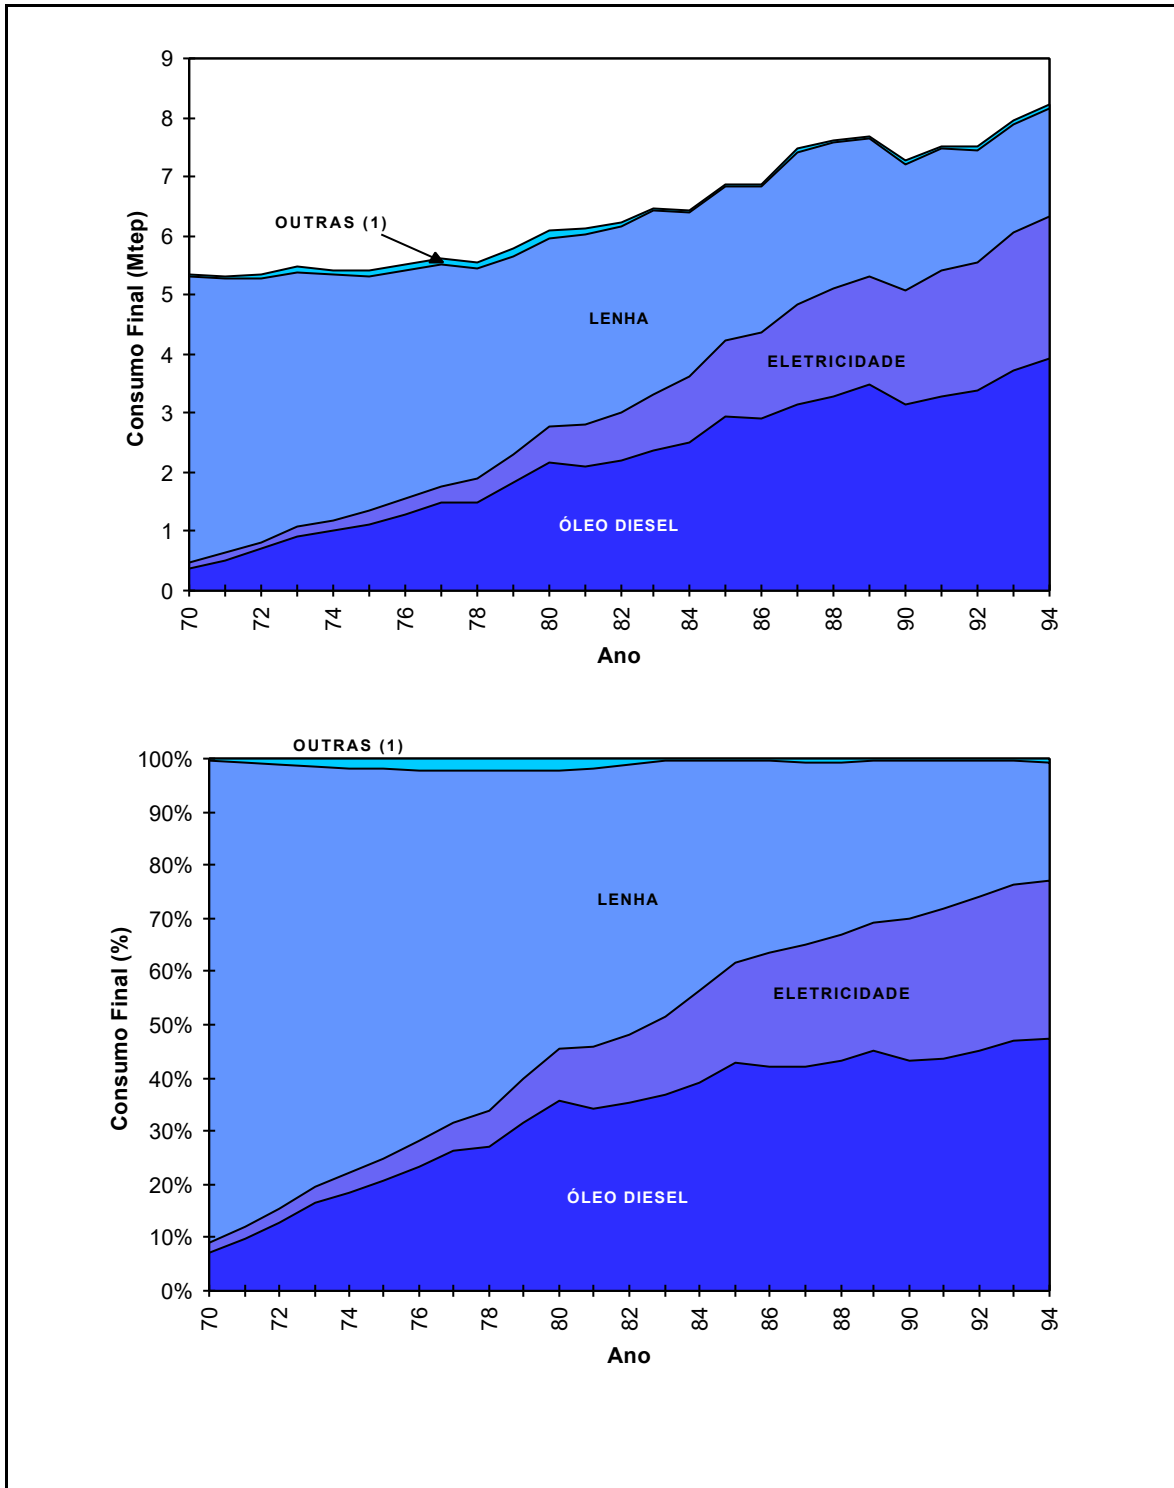 9
8
7
6
5
4
3
2
1
0
Consumo Final (Mtep)
OUTRAS (1)
LENHA
ELETRICIDADE
ÓLEO DIESEL
70 72 74 76 78 80 82 84 86 88 90 92 94
Ano
OUTRAS (1)
100%
90%
80%
70%
60%
50%
40%
30%
20%
10%
0%
Consumo Final (%)
LENHA
ELETRICIDADE
ÓLEO DIESEL
70 72 74 76 78 80 82 84 86 88 90 92 94
Ano